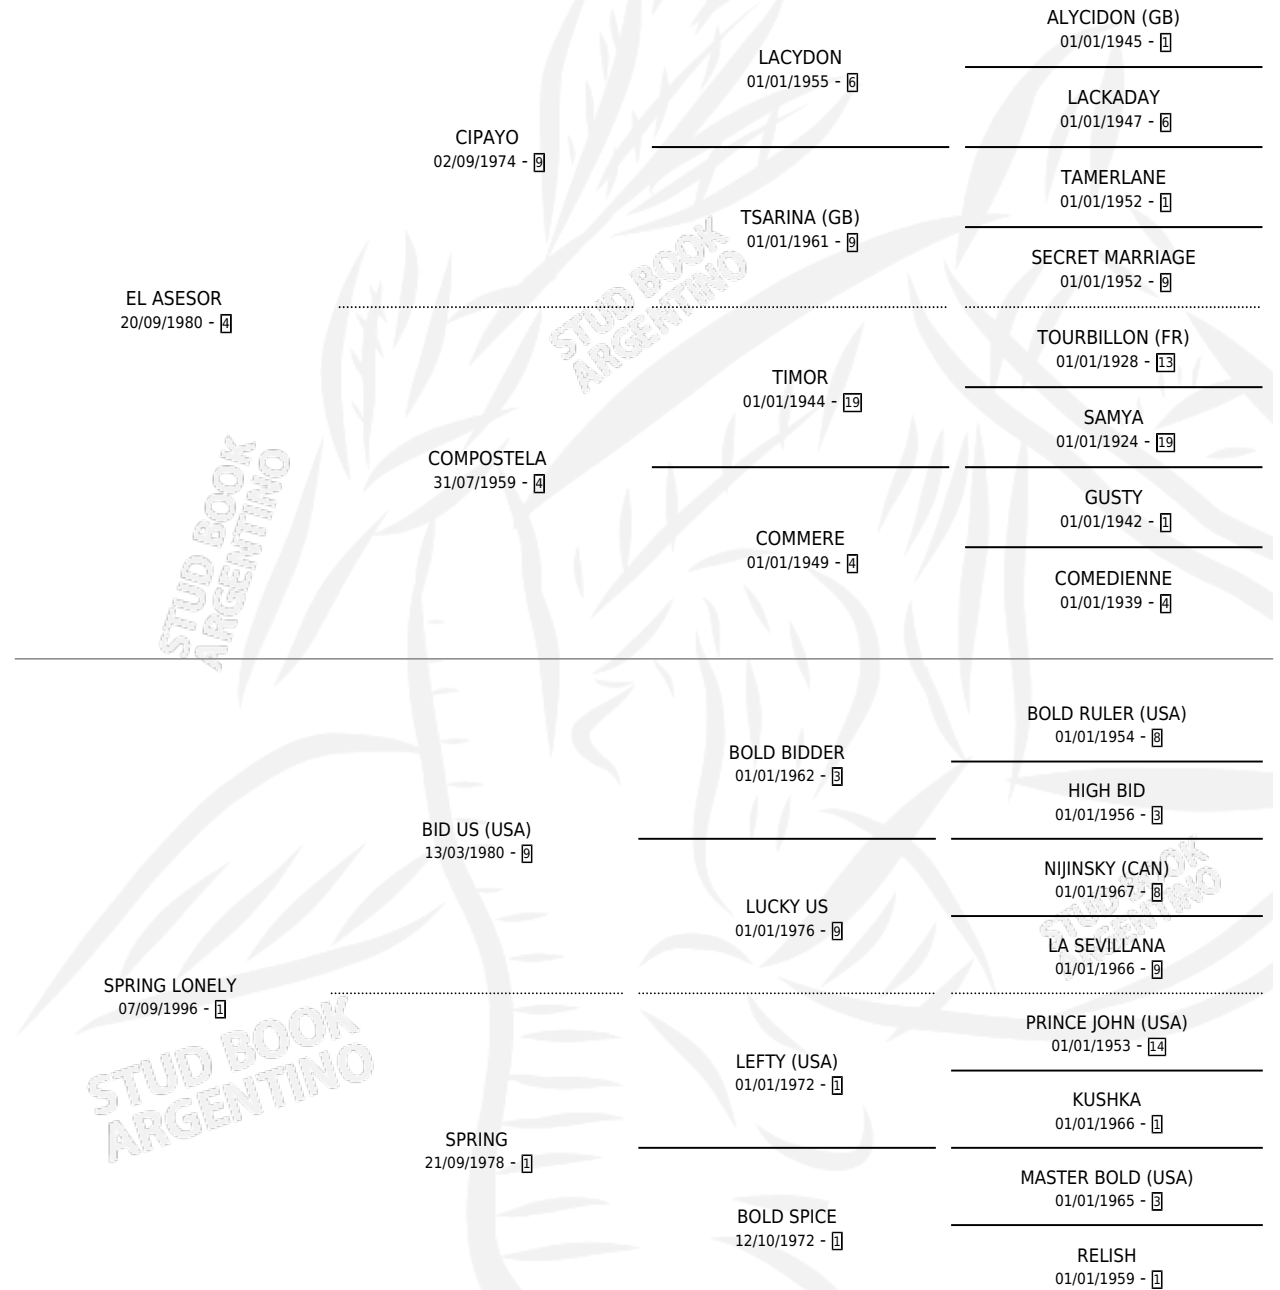 ALYCIDON (GB)
01/01/1945 - 1
LACYDON
01/01/1955 - 6
LACKADAY
01/01/1947 - 6
CIPAYO
02/09/1974 - 9
TAMERLANE
01/01/1952 - 1
TSARINA (GB)
01/01/1961 - 9
SECRET MARRIAGE
01/01/1952 - 9
EL ASESOR
20/09/1980 - 4
STUD BOOK
ARGENTINO
TOURBILLON (FR)
01/01/1928 - 13
TIMOR
01/01/1944 - 19
SAMYA
01/01/1924 - 19
COMPOSTELA
31/07/1959 - 4
GUSTY
01/01/1942 - 1
COMMERE
01/01/1949 - 4
COMEDIENNE
01/01/1939 - 4
STUD BOOK
ARGENTINO
BOLD RULER (USA)
01/01/1954 - 8
BOLD BIDDER
01/01/1962 - 3
HIGH BID
01/01/1956 - 3
BID US (USA)
13/03/1980 - 9
NIJINSKY (CAN)
01/01/1967 - 8
LUCKY US
01/01/1976 - 9
LA SEVILLANA
01/01/1966 - 9
STUD BOOK
ARGENTINO
SPRING LONELY
07/09/1996 - 1
PRINCE JOHN (USA)
01/01/1953 - 14
LEFTY (USA)
01/01/1972 - 1
KUSHKA
01/01/1966 - 1
STUD BOOK
ARGENTINO
SPRING
21/09/1978 - 1
MASTER BOLD (USA)
01/01/1965 - 3
BOLD SPICE
12/10/1972 - 1
RELISH
01/01/1959 - 1